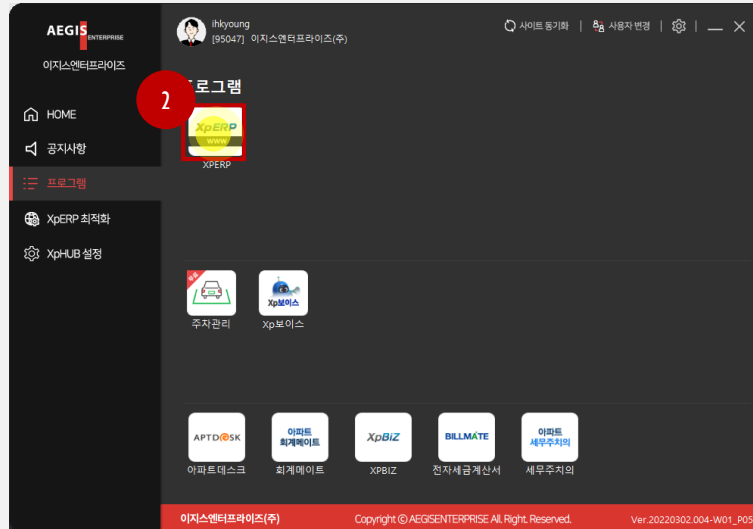 AEGIS ENTERPRISE
이지스엔터프라이즈
HOME
공지사항
프로그램
XpERP 최적화
XpHUB 설정
ihkyoung
[95047] 이지스엔터프라이즈(주)
사이트 동기화 | 사용자 변경 |
프로그램
2
XpERP
www
XPERP
무료
Xp보이스
주차관리
Xp보이스
APTDESK
아파트
회계메이트
XpBiZ
BILLMATE
아파트
세무주치의
아파트데스크
회계메이트
XPBIZ
전자세금계산서
세무주치의
이지스엔터프라이즈(주)
Copyright ⓒ AEGISENTERPRISE All. Right. Reserved.
Ver.20220302.004-W01_P05